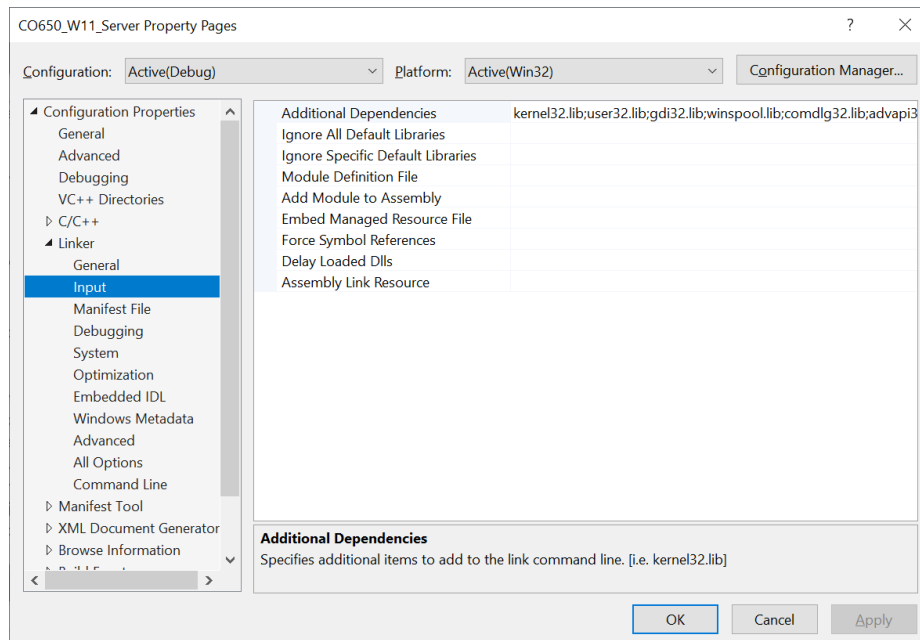 CO650_W11_Server Property Pages
?
Configuration: Active(Debug) Platform: Active(Win32) Configuration Manager...
Configuration Properties
General
Advanced
Debugging
VC++ Directories
C/C++
Linker
General
Input
Manifest File
Debugging
System
Optimization
Embedded IDL
Windows Metadata
Advanced
All Options
Command Line
Manifest Tool
XML Document Generator
Browse Information
Additional Dependencies kernel32.lib;user32.lib;gdi32.lib;winspool.lib;comdlg32.lib;advapi3
Ignore All Default Libraries
Ignore Specific Default Libraries
Module Definition File
Add Module to Assembly
Embed Managed Resource File
Force Symbol References
Delay Loaded Dlls
Assembly Link Resource
Additional Dependencies
Specifies additional items to add to the link command line. [i.e. kernel32.lib]
OK Cancel Apply